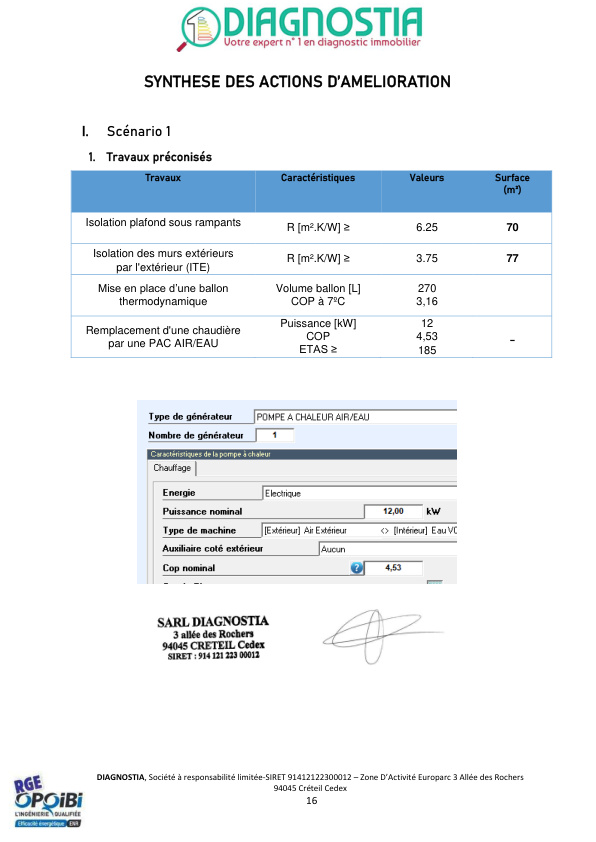 DIAGNOSTIA
Votre expert n°1 en diagnostic immobilier
SYNTHESE DES ACTIONS D'AMELIORATION
I. Scénario 1
1. Travaux préconisés
Travaux Caractéristiques Valeurs Surface
(m²)
Isolation plafond sous rampants R [m².K/W] ≥ 6.25 70
Isolation des murs extérieurs
par l'extérieur (ITE) R [m².K/W] ≥ 3.75 77
Mise en place d'une ballon
thermodynamique
Volume ballon [L] 270
COP à 7ºC 3,16
Remplacement d'une chaudière
par une PAC AIR/EAU
Puissance [kW] 12
COP 4,53 -
ETAS ≥ 185
Type de générateur POMPE A CHALEUR AIR/EAU
Nombre de générateur 1
Caractéristiques de la pompe à chaleur
Chauffage
Energie Electrique
Puissance nominal 12,00 kW
Type de machine [Extérieur] Air Extérieur <> [Intérieur] Eau
Auxiliaire coté extérieur Aucun
Cop nominal ? 4,53
SARL DIAGNOSTIA
3 allée des Rochers
94045 CRETEIL Cedex
SIRET : 914 121 223 00012
RGE
OPQIBI
L'INGÉNIERIE QUALIFIÉE
Efficacité énergétique ENR
DIAGNOSTIA, Société à responsabilité limitée-SIRET 91412122300012 – Zone D'Activité Europarc 3 Allée des Rochers
94045 Créteil Cedex
16